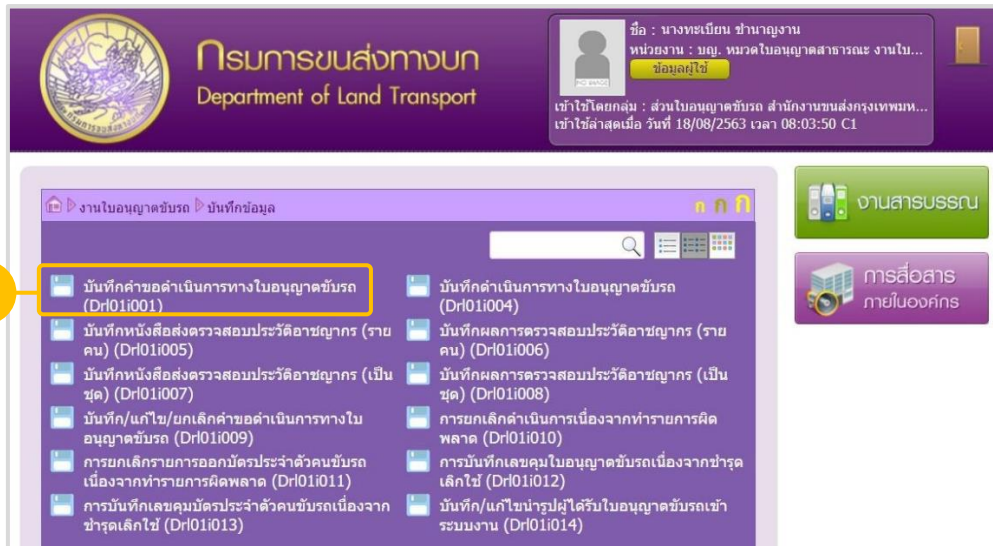 กรมการขนส่งทางบก
Department of Land Transport
ชื่อ : นางทะเบียน ชำนาญงาน
หน่วยงาน : บญ. หมวดใบอนุญาตสาธารณะ งานใบ...
ข้อมูลผู้ใช้
NO IMAGE
เข้าใช้โดยกลุ่ม : ส่วนใบอนุญาตขับรถ สำนักงานขนส่งกรุงเทพมห...
เข้าใช้ล่าสุดเมื่อ วันที่ 18/08/2563 เวลา 08:03:50 C1
งานใบอนุญาตขับรถ บันทึกข้อมูล
ก ก ก
งานสารบรรณ
การสื่อสาร
ภายในองค์กร
บันทึกคำขอดำเนินการทางใบอนุญาตขับรถ
(Drl01i001)
บันทึกดำเนินการทางใบอนุญาตขับรถ
(Drl01i004)
บันทึกหนังสือส่งตรวจสอบประวัติอาชญากร (ราย
คน) (Drl01i005)
บันทึกผลการตรวจสอบประวัติอาชญากร (ราย
คน) (Drl01i006)
บันทึกหนังสือส่งตรวจสอบประวัติอาชญากร (เป็น
ชุด) (Drl01i007)
บันทึกผลการตรวจสอบประวัติอาชญากร (เป็น
ชุด) (Drl01i008)
บันทึก/แก้ไข/ยกเลิกคำขอดำเนินการทางใบ
อนุญาตขับรถ (Drl01i009)
การยกเลิกดำเนินการเนื่องจากทำรายการผิด
พลาด (Drl01i010)
การยกเลิกรายการออกบัตรประจำตัวคนขับรถ
เนื่องจากทำรายการผิดพลาด (Drl01i011)
การบันทึกเลขคุมใบอนุญาตขับรถเนื่องจากชำรุด
เลิกใช้ (Drl01i012)
การบันทึกเลขคุมบัตรประจำตัวคนขับรถเนื่องจาก
ชำรุดเลิกใช้ (Drl01i013)
บันทึก/แก้ไขนำรูปผู้ได้รับใบอนุญาตขับรถเข้า
ระบบงาน (Drl01i014)